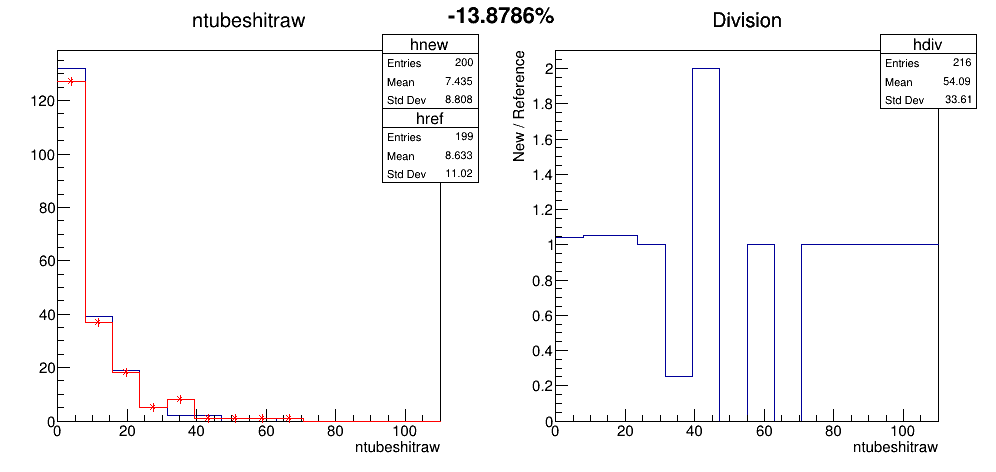 -13.8786%
ntubeshitraw
hnew
Entries 200
Mean 7.435
Std Dev 8.808
href
Entries 199
Mean 8.633
Std Dev 11.02
120
100
80
60
40
20
0
0 20 40 60 80 100
ntubeshitraw
Division
hdiv
Entries 216
Mean 54.09
Std Dev 33.61
New / Reference
2
1.8
1.6
1.4
1.2
1
0.8
0.6
0.4
0.2
0
0 20 40 60 80 100
ntubeshitraw